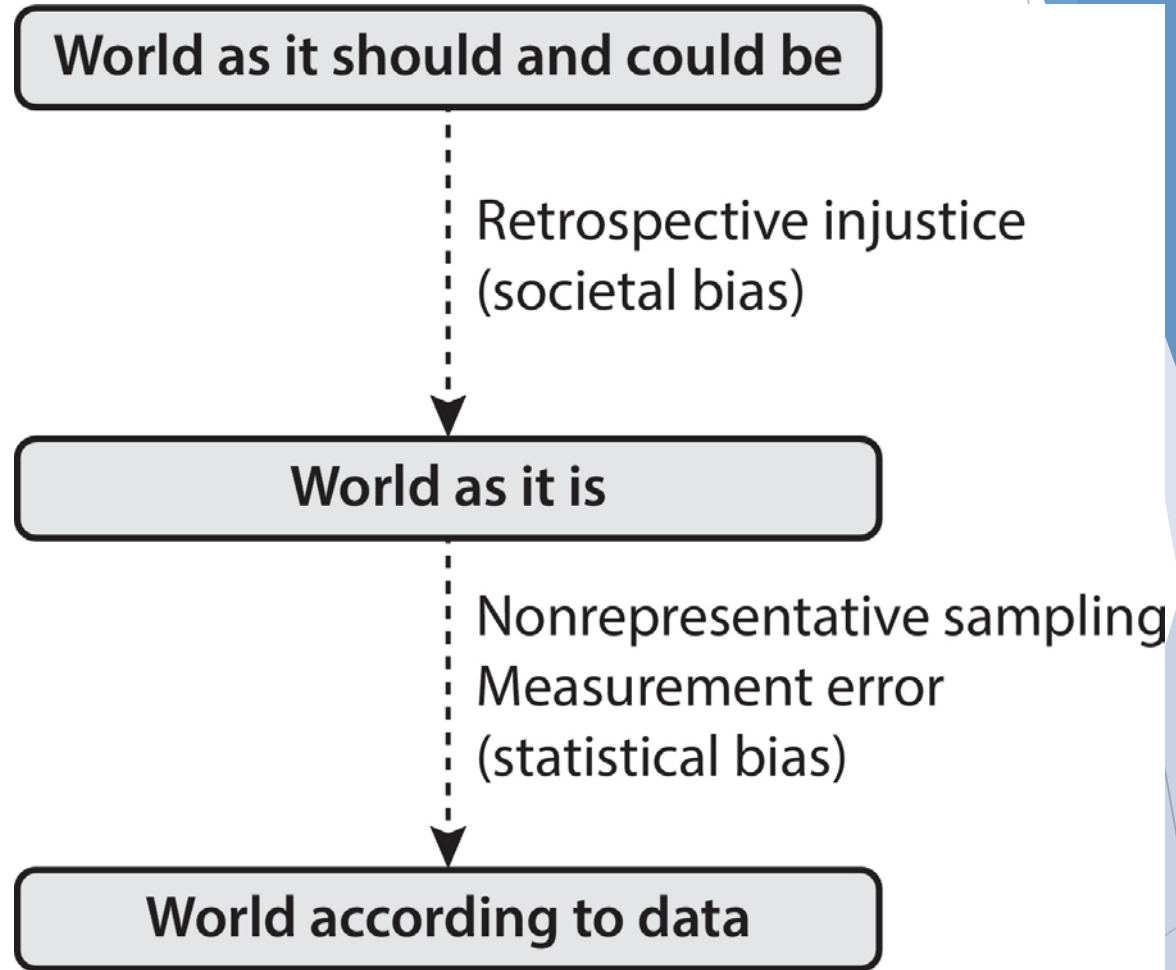 World as it should and could be
Retrospective injustice
(societal bias)
World as it is
Nonrepresentative sampling
Measurement error
(statistical bias)
World according to data